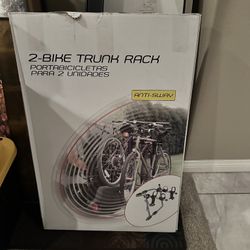 2-BIKE TRUNK RACK
PORTABICICLETAS
PARA 2 UNIDADES
ANTI-SWAY